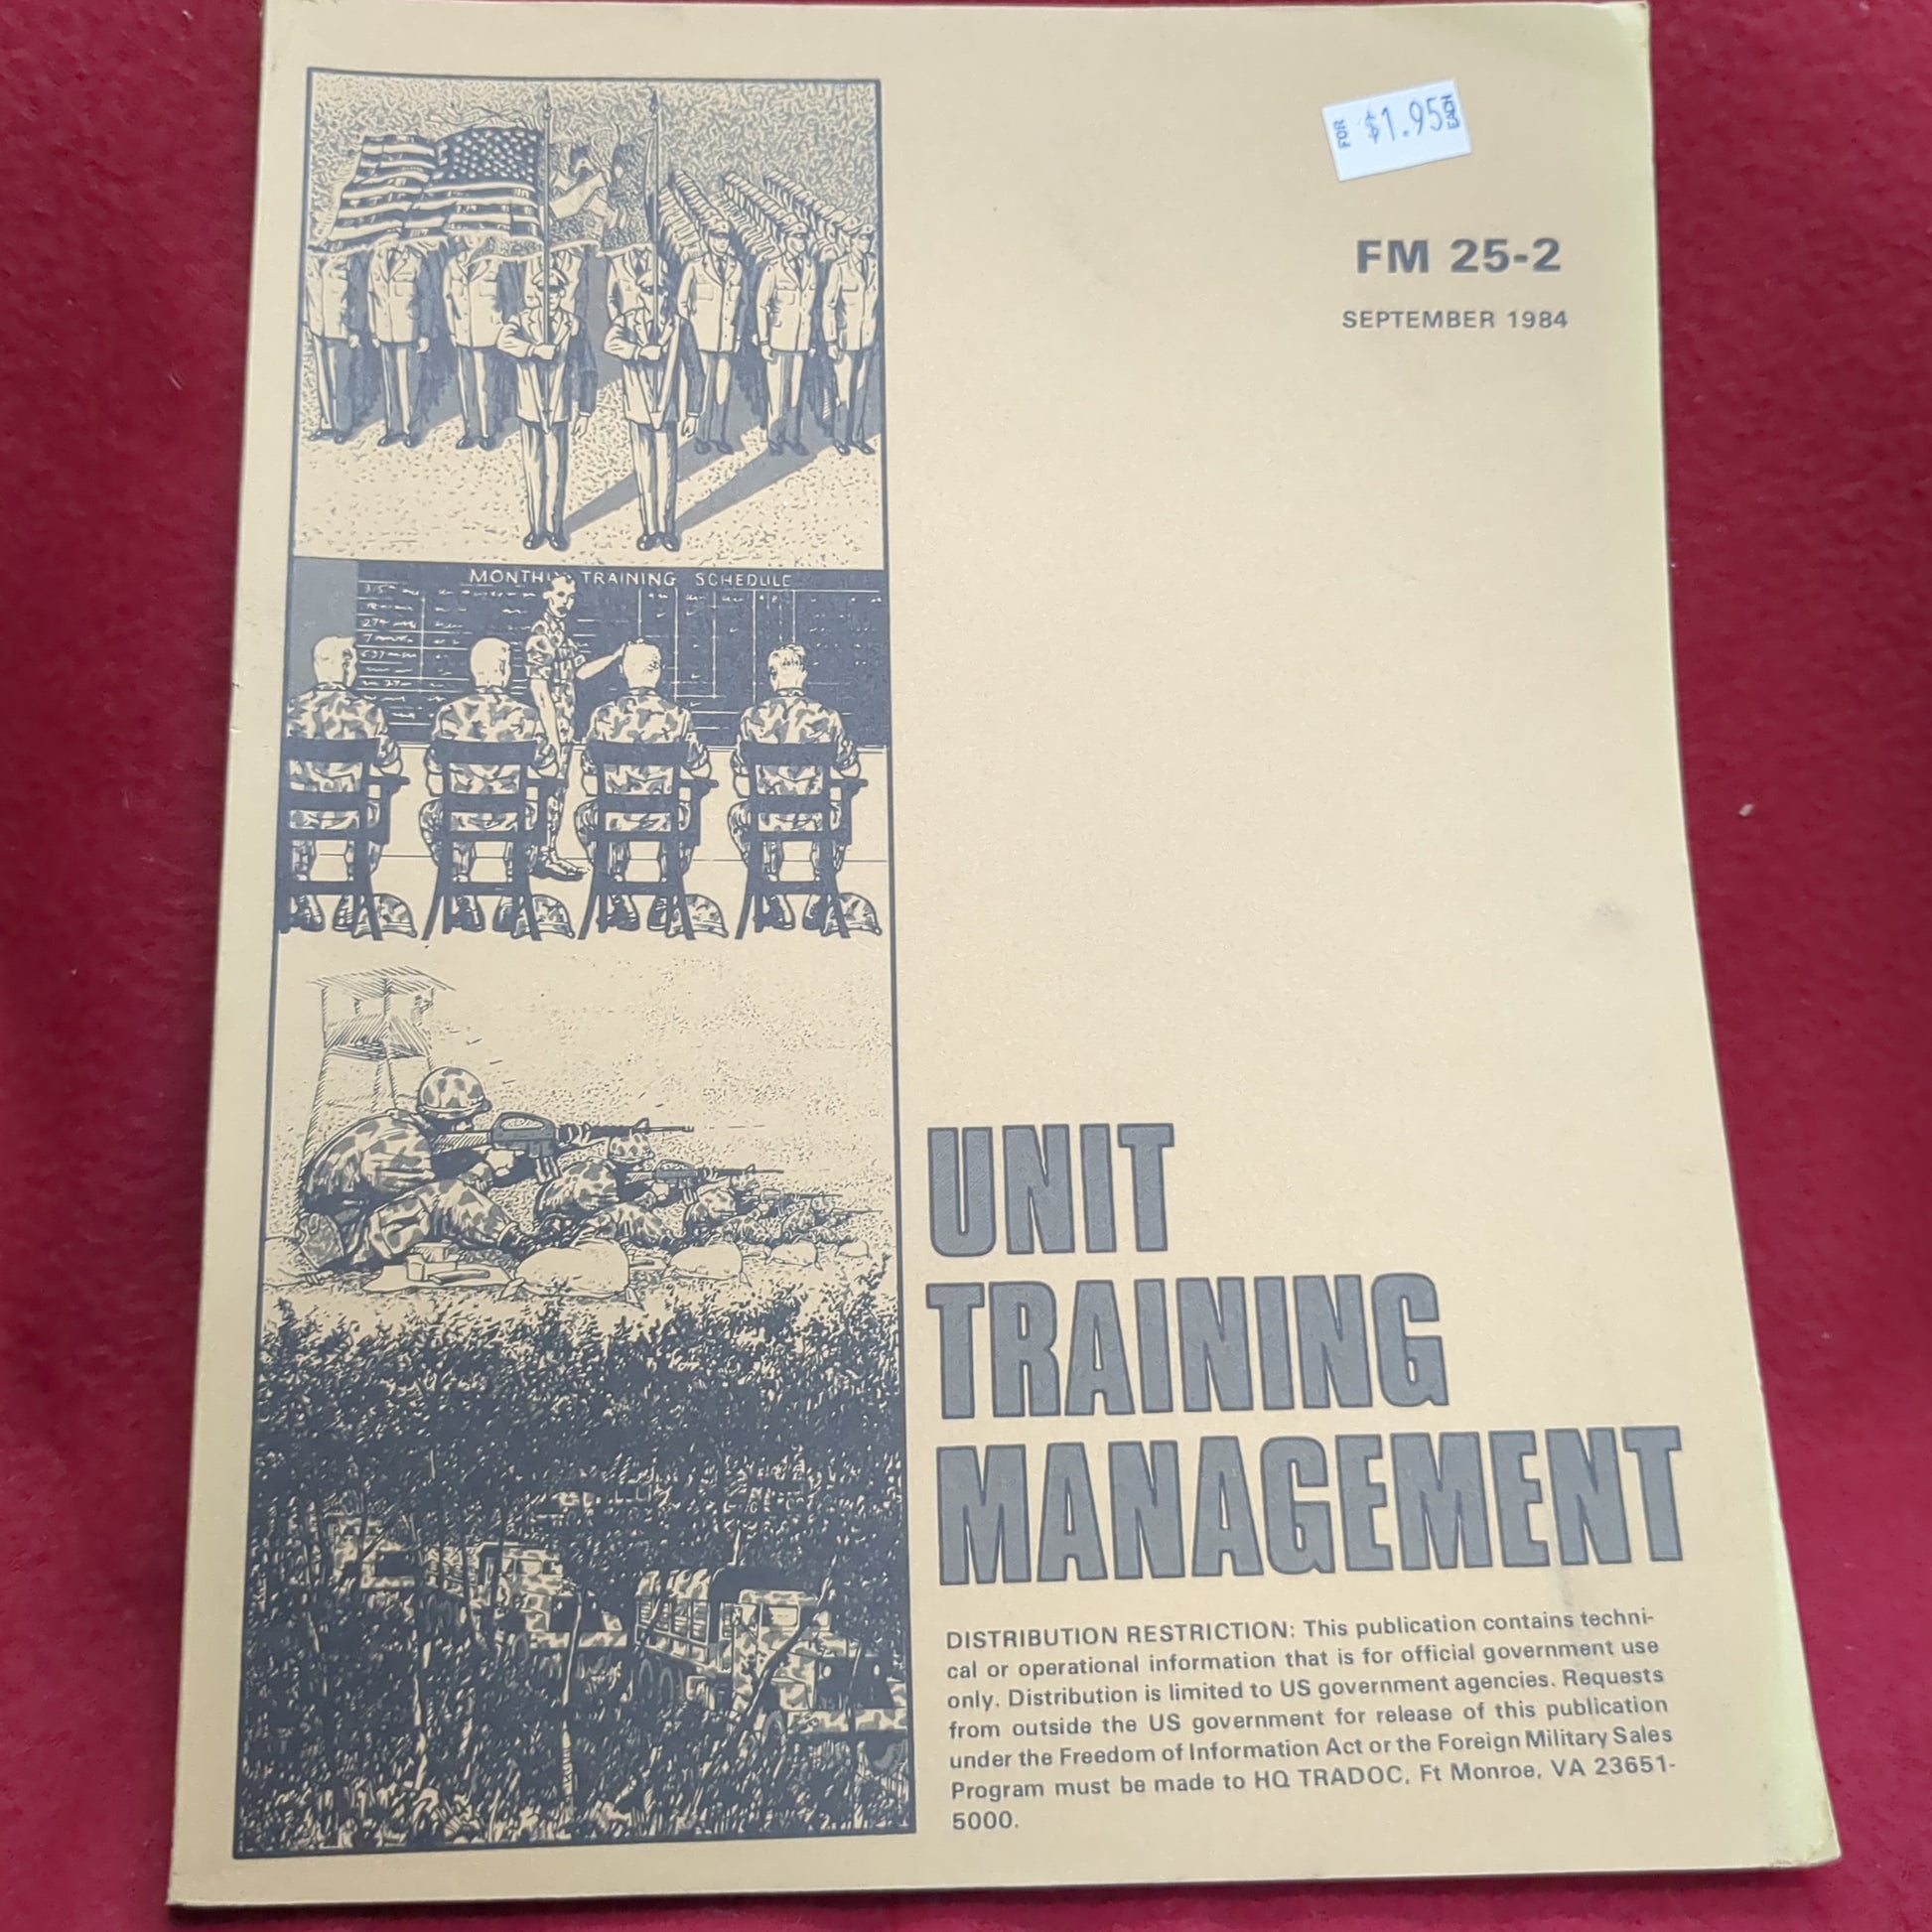 FOR $1.95 EACH
FM 25-2
SEPTEMBER 1984
MONTHLY TRAINING SCHEDULE
UNIT
TRAINING
MANAGEMENT
DISTRIBUTION RESTRICTION: This publication contains techni-
cal or operational information that is for official government use
only. Distribution is limited to US government agencies. Requests
from outside the US government for release of this publication
under the Freedom of Information Act or the Foreign Military Sales
Program must be made to HQ TRADOC, Ft Monroe, VA 23651-
5000.